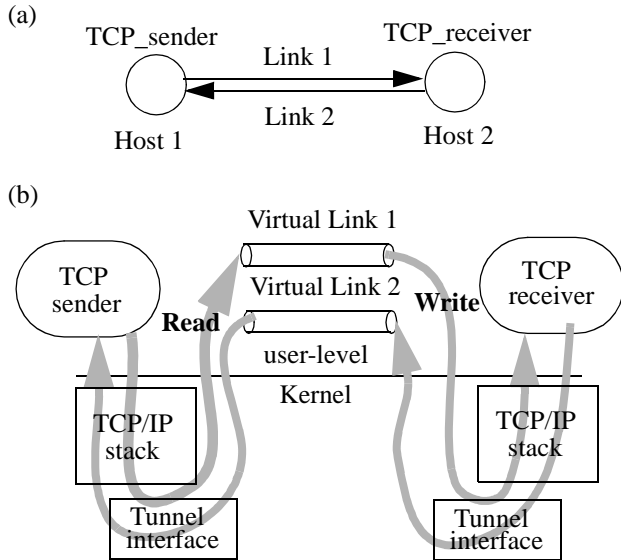 (a)
TCP_sender
TCP_receiver
Link 1
Link 2
Host 1
Host 2
(b)
Virtual Link 1
TCP
sender
TCP
receiver
Virtual Link 2
Read
Write
user-level
Kernel
TCP/IP
stack
TCP/IP
stack
Tunnel
interface
Tunnel
interface